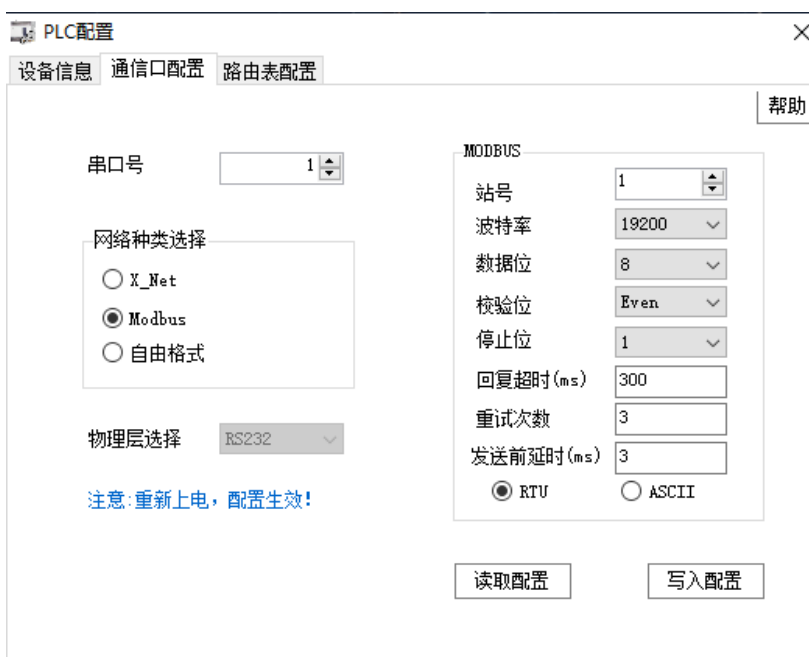 PLC配置
设备信息 通信口配置 路由表配置
帮助
串口号 1
网络种类选择
X_Net
Modbus
自由格式
物理层选择 RS232
注意:重新上电，配置生效!
MODBUS
站号 1
波特率 19200
数据位 8
校验位 Even
停止位 1
回复超时(ms) 300
重试次数 3
发送前延时(ms) 3
RTU ASCII
读取配置 写入配置